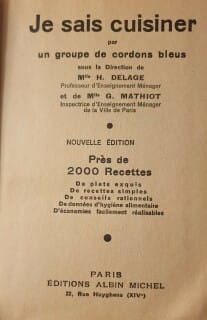 Je sais cuisiner
par
un groupe de cordons bleus
sous la Direction de
Mlle H. DELAGE
Professeur d'Enseignement Ménager
et de Mlle G. MATHIOT
Inspectrice d'Enseignement Ménager
de la Ville de Paris
NOUVELLE ÉDITION
Près de
2000 Recettes
De plats exquis
De recettes simples
De conseils rationnels
De données d'hygiène alimentaire
D'économies facilement réalisables
PARIS
ÉDITIONS ALBIN MICHEL
22, Rue Huyghens (XIVe)